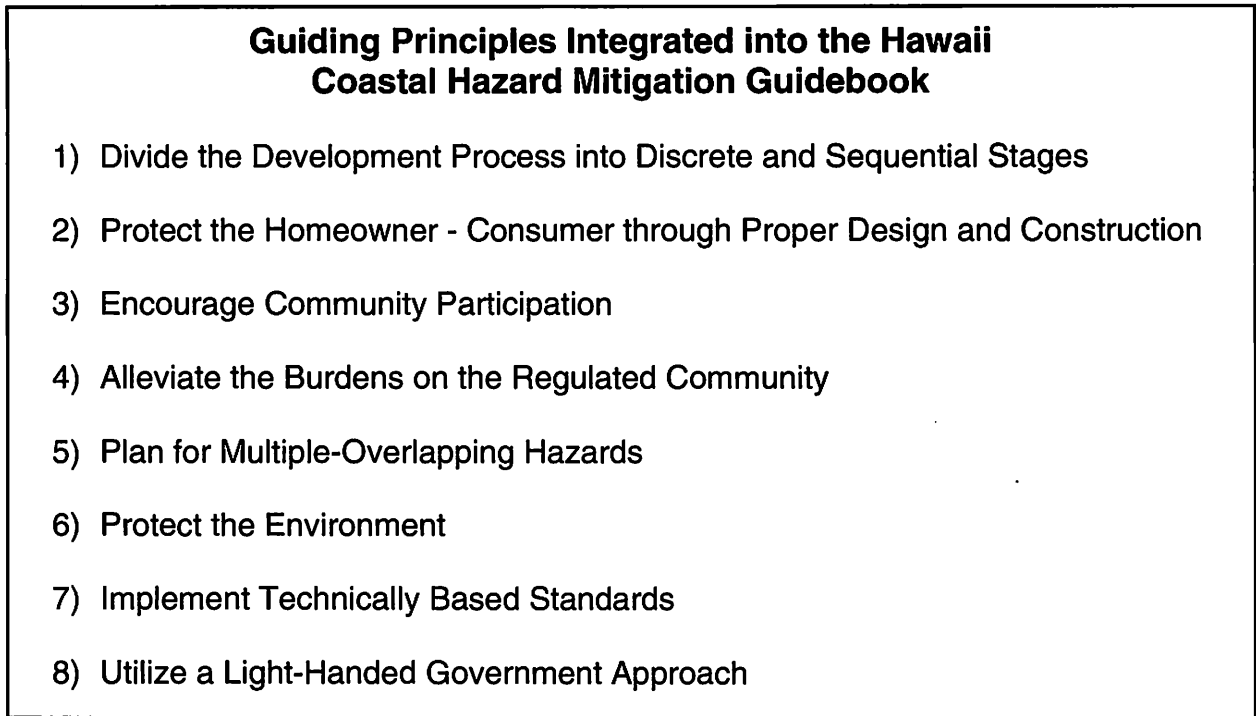 Guiding Principles Integrated into the Hawaii
Coastal Hazard Mitigation Guidebook
1) Divide the Development Process into Discrete and Sequential Stages
2) Protect the Homeowner - Consumer through Proper Design and Construction
3) Encourage Community Participation
4) Alleviate the Burdens on the Regulated Community
5) Plan for Multiple-Overlapping Hazards
6) Protect the Environment
7) Implement Technically Based Standards
8) Utilize a Light-Handed Government Approach